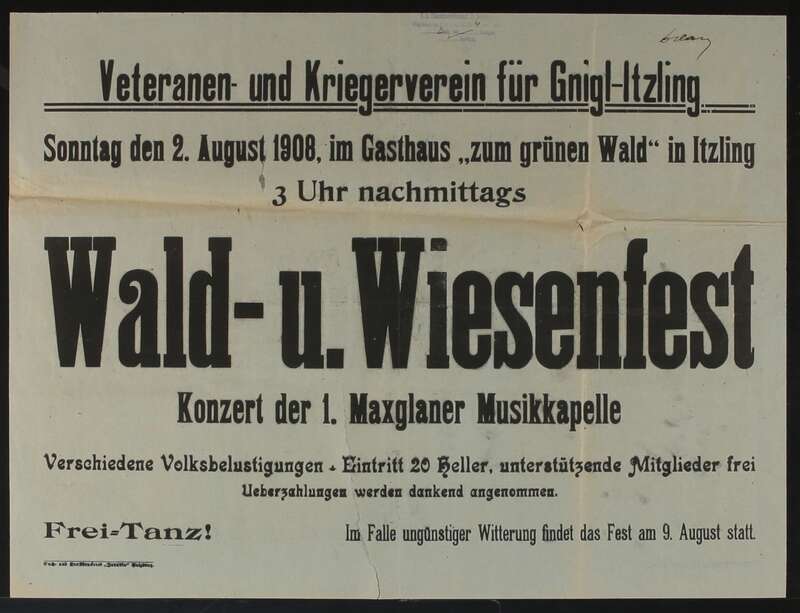 Veteranen- und Kriegerverein für Gnigl-Itzling
Sonntag den 2. August 1908, im Gasthaus „zum grünen Wald“ in Itzling
3 Uhr nachmittags
Wald- u. Wiesenfest
Konzert der 1. Maxglaner Musikkapelle
Verschiedene Volksbelustigungen - Eintritt 20 Heller, unterstützende Mitglieder frei
Ueberzahlungen werden dankend angenommen.
Frei-Tanz!
Im Falle ungünstiger Witterung findet das Fest am 9. August statt.